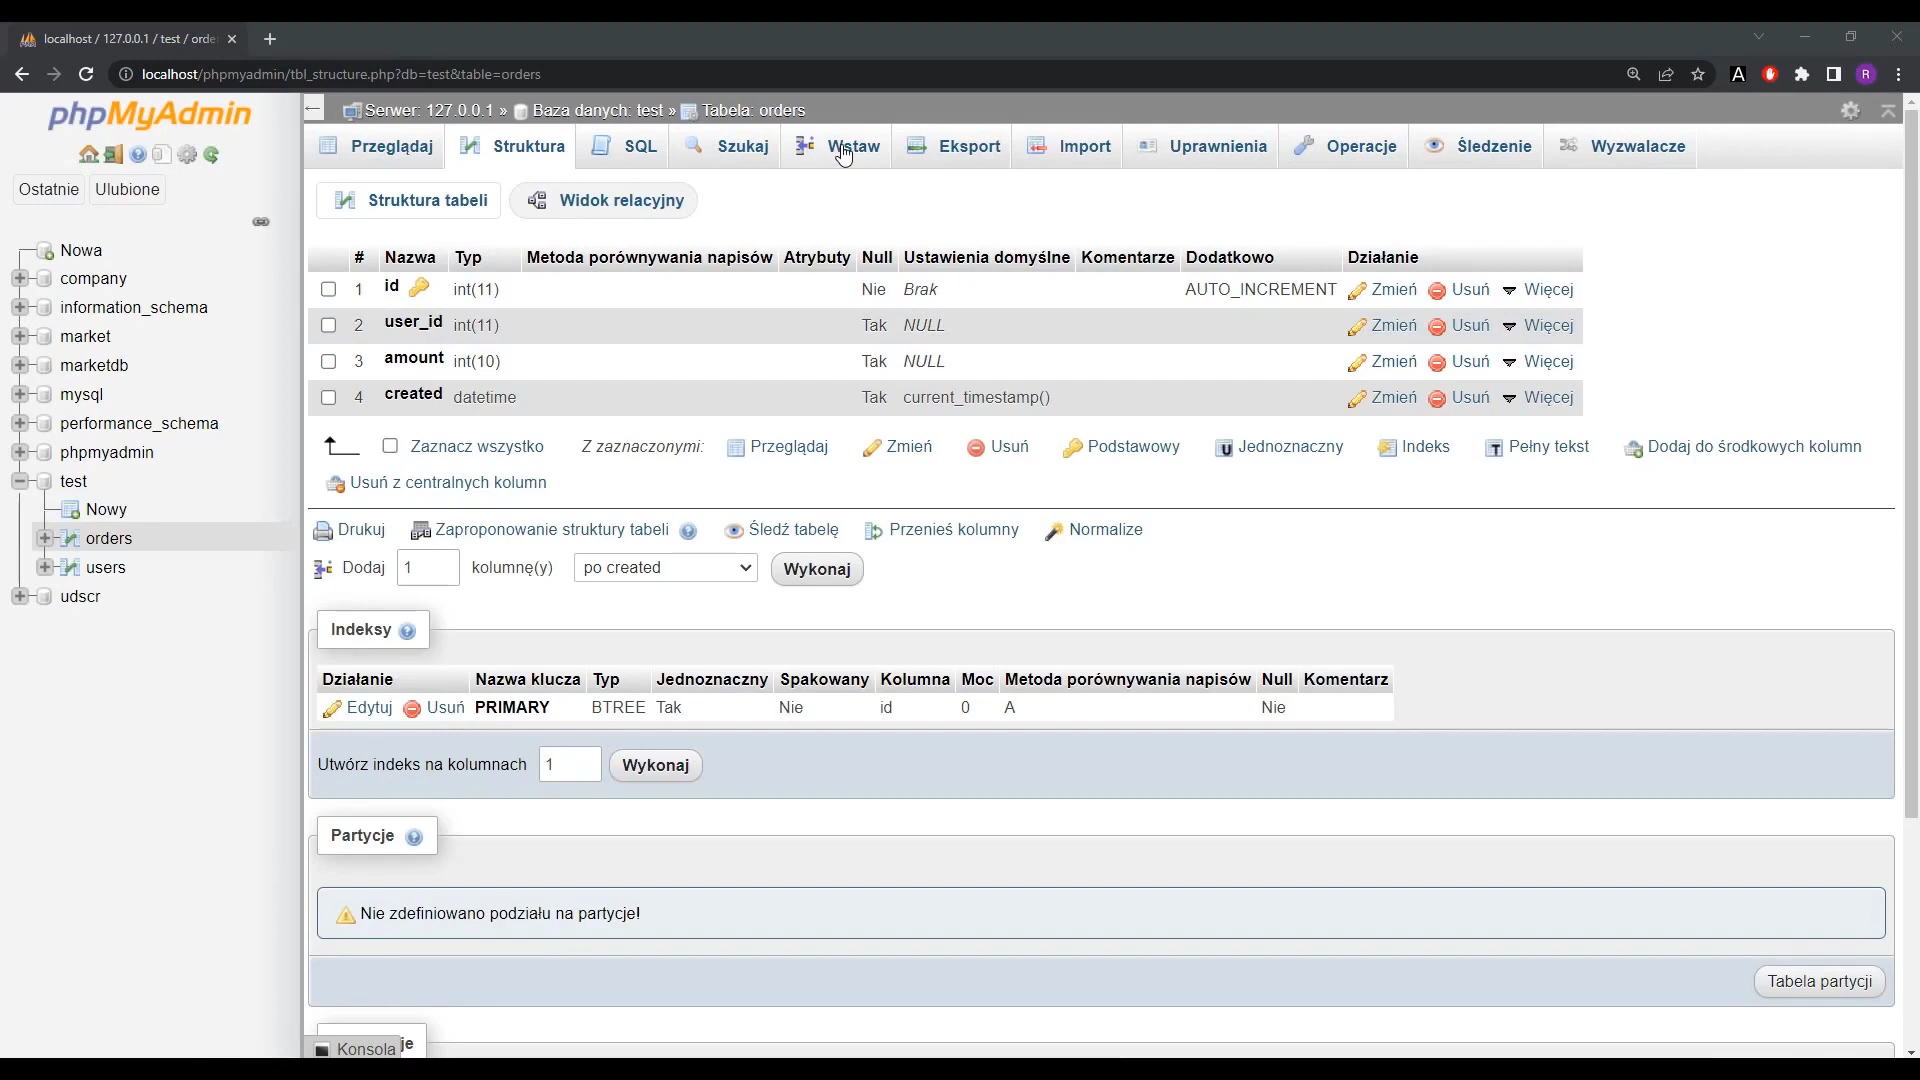 localhost / 127.0.0.1 / test / orde
localhost/phpmyadmin/tbl_structure.php?db=test&table=orders
A
R
phpMyAdmin
Ostatnie Ulubione
Nowa
company
information_schema
market
marketdb
mysql
performance_schema
phpmyadmin
test
Nowy
orders
users
udscr
Serwer: 127.0.0.1 » Baza danych: test » Tabela: orders
Przeglądaj Struktura SQL Szukaj Wstaw Eksport Import Uprawnienia Operacje Śledzenie Wyzwalacze
Struktura tabeli Widok relacyjny
# Nazwa Typ Metoda porównywania napisów Atrybuty Null Ustawienia domyślne Komentarze Dodatkowo Działanie
1 id int(11) Nie Brak AUTO_INCREMENT Zmień Usuń Więcej
2 user_id int(11) Tak NULL Zmień Usuń Więcej
3 amount int(10) Tak NULL Zmień Usuń Więcej
4 created datetime Tak current_timestamp() Zmień Usuń Więcej
Zaznacz wszystko Z zaznaczonymi: Przeglądaj Zmień Usuń Podstawowy Jednoznaczny Indeks Pełny tekst Dodaj do środkowych kolumn
Usuń z centralnych kolumn
Drukuj Zaproponowanie struktury tabeli Śledź tabelę Przenieś kolumny Normalize
Dodaj 1 kolumnę(y) po created Wykonaj
Indeksy
Działanie Nazwa klucza Typ Jednoznaczny Spakowany Kolumna Moc Metoda porównywania napisów Null Komentarz
Edytuj Usuń PRIMARY BTREE Tak Nie id 0 A Nie
Utwórz indeks na kolumnach 1 Wykonaj
Partycje
Nie zdefiniowano podziału na partycje!
Tabela partycji
Konsola je